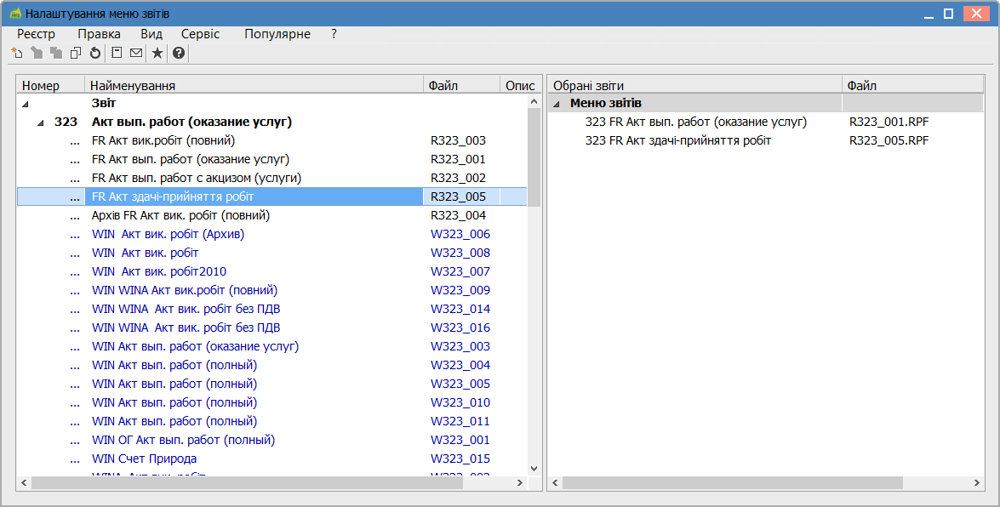 Налаштування меню звітів
Реєстр Правка Вид Сервіс Популярне ?
Номер Найменування Файл Опис
Звіт
323 Акт вып. работ (оказание услуг)
... FR Акт вик.робіт (повний) R323_003
... FR Акт вып. работ (оказание услуг) R323_001
... FR Акт вып. работ с акцизом (услуги) R323_002
... FR Акт здачі-прийняття робіт R323_005
... Архів FR Акт вик. робіт (повний) R323_004
... WIN  Акт вик. робіт (Архив) W323_006
... WIN  Акт вик. робіт W323_008
... WIN  Акт вик. робіт2010 W323_007
... WIN WINA Акт вик.робіт (повний) W323_009
... WIN WINA  Акт вик. робіт без ПДВ W323_014
... WIN WINA  Акт вик. робіт без ПДВ W323_016
... WIN Акт вып. работ (оказание услуг) W323_003
... WIN Акт вып. работ (полный) W323_004
... WIN Акт вып. работ (полный) W323_005
... WIN Акт вып. работ (полный) W323_010
... WIN Акт вып. работ (полный) W323_011
... WIN ОГ Акт вып. работ (полный) W323_001
... WIN Счет Природа W323_015
Обрані звіти Файл
Меню звітів
323 FR Акт вып. работ (оказание услуг) R323_001.RPF
323 FR Акт здачі-прийняття робіт R323_005.RPF